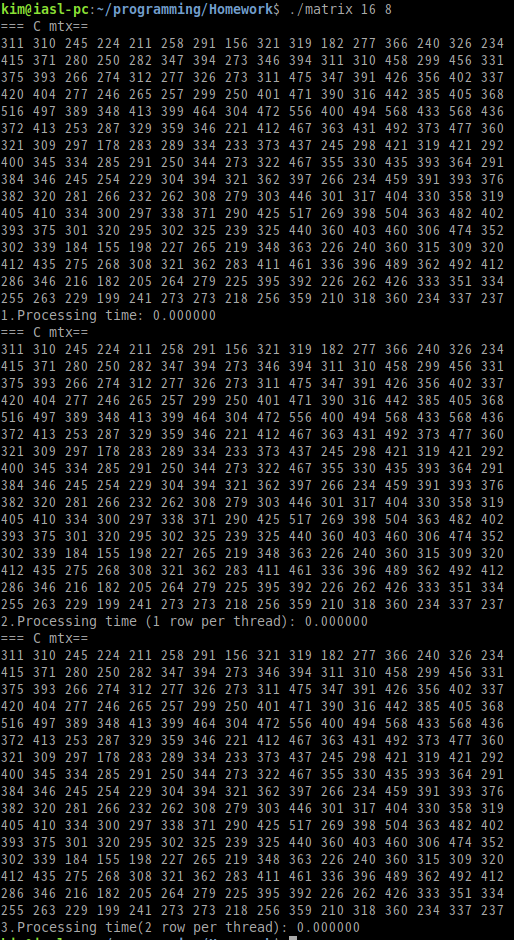 kim@iasl-pc:~/programming/Homework$ ./matrix 16 8
=== C mtx==
311 310 245 224 211 258 291 156 321 319 182 277 366 240 326 234
415 371 280 250 282 347 394 273 346 394 311 310 458 299 456 331
375 393 266 274 312 277 326 273 311 475 347 391 426 356 402 337
420 404 277 246 265 257 299 250 401 471 390 316 442 385 405 368
516 497 389 348 413 399 464 304 472 556 400 494 568 433 568 436
372 413 253 287 329 359 346 221 412 467 363 431 492 373 477 360
321 309 297 178 283 289 334 233 373 437 245 298 421 319 421 292
400 345 334 285 291 250 344 273 322 467 355 330 435 393 364 291
384 346 245 254 229 304 394 321 362 397 266 234 459 391 393 376
382 320 281 266 232 262 308 279 303 446 301 317 404 330 358 319
405 410 334 300 297 338 371 290 425 517 269 398 504 363 482 402
393 375 301 320 295 302 325 239 325 440 360 403 460 306 474 352
302 339 184 155 198 227 265 219 348 363 226 240 360 315 309 320
412 435 275 268 308 321 362 283 411 461 336 396 489 362 492 412
286 346 216 182 205 264 279 225 395 392 226 262 426 333 351 334
255 263 229 199 241 273 273 218 256 359 210 318 360 234 337 237
1.Processing time: 0.000000
=== C mtx==
311 310 245 224 211 258 291 156 321 319 182 277 366 240 326 234
415 371 280 250 282 347 394 273 346 394 311 310 458 299 456 331
375 393 266 274 312 277 326 273 311 475 347 391 426 356 402 337
420 404 277 246 265 257 299 250 401 471 390 316 442 385 405 368
516 497 389 348 413 399 464 304 472 556 400 494 568 433 568 436
372 413 253 287 329 359 346 221 412 467 363 431 492 373 477 360
321 309 297 178 283 289 334 233 373 437 245 298 421 319 421 292
400 345 334 285 291 250 344 273 322 467 355 330 435 393 364 291
384 346 245 254 229 304 394 321 362 397 266 234 459 391 393 376
382 320 281 266 232 262 308 279 303 446 301 317 404 330 358 319
405 410 334 300 297 338 371 290 425 517 269 398 504 363 482 402
393 375 301 320 295 302 325 239 325 440 360 403 460 306 474 352
302 339 184 155 198 227 265 219 348 363 226 240 360 315 309 320
412 435 275 268 308 321 362 283 411 461 336 396 489 362 492 412
286 346 216 182 205 264 279 225 395 392 226 262 426 333 351 334
255 263 229 199 241 273 273 218 256 359 210 318 360 234 337 237
2.Processing time (1 row per thread): 0.000000
=== C mtx==
311 310 245 224 211 258 291 156 321 319 182 277 366 240 326 234
415 371 280 250 282 347 394 273 346 394 311 310 458 299 456 331
375 393 266 274 312 277 326 273 311 475 347 391 426 356 402 337
420 404 277 246 265 257 299 250 401 471 390 316 442 385 405 368
516 497 389 348 413 399 464 304 472 556 400 494 568 433 568 436
372 413 253 287 329 359 346 221 412 467 363 431 492 373 477 360
321 309 297 178 283 289 334 233 373 437 245 298 421 319 421 292
400 345 334 285 291 250 344 273 322 467 355 330 435 393 364 291
384 346 245 254 229 304 394 321 362 397 266 234 459 391 393 376
382 320 281 266 232 262 308 279 303 446 301 317 404 330 358 319
405 410 334 300 297 338 371 290 425 517 269 398 504 363 482 402
393 375 301 320 295 302 325 239 325 440 360 403 460 306 474 352
302 339 184 155 198 227 265 219 348 363 226 240 360 315 309 320
412 435 275 268 308 321 362 283 411 461 336 396 489 362 492 412
286 346 216 182 205 264 279 225 395 392 226 262 426 333 351 334
255 263 229 199 241 273 273 218 256 359 210 318 360 234 337 237
3.Processing time(2 row per thread): 0.000000